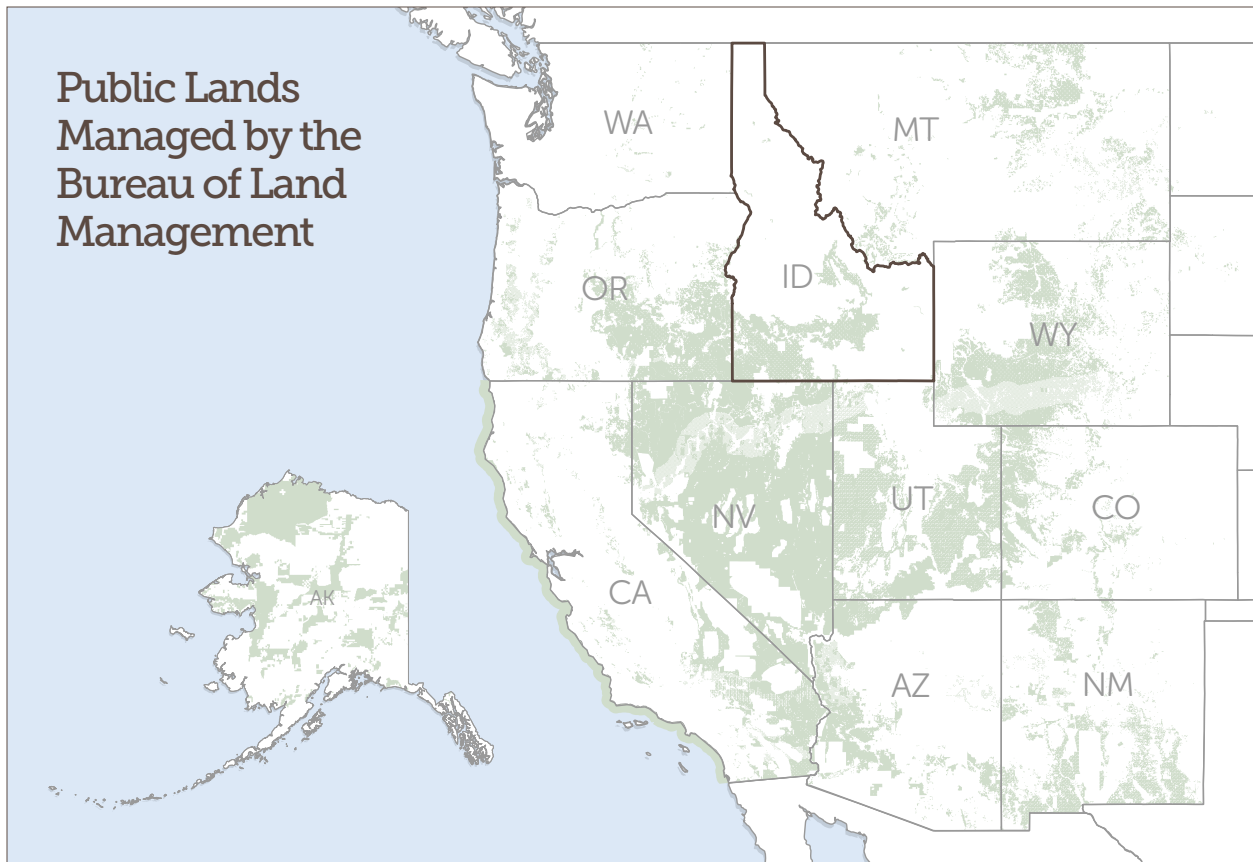 Public Lands
Managed by the
Bureau of Land
Management
WA
MT
OR
ID
WY
NV
UT
CO
CA
AK
AZ
NM